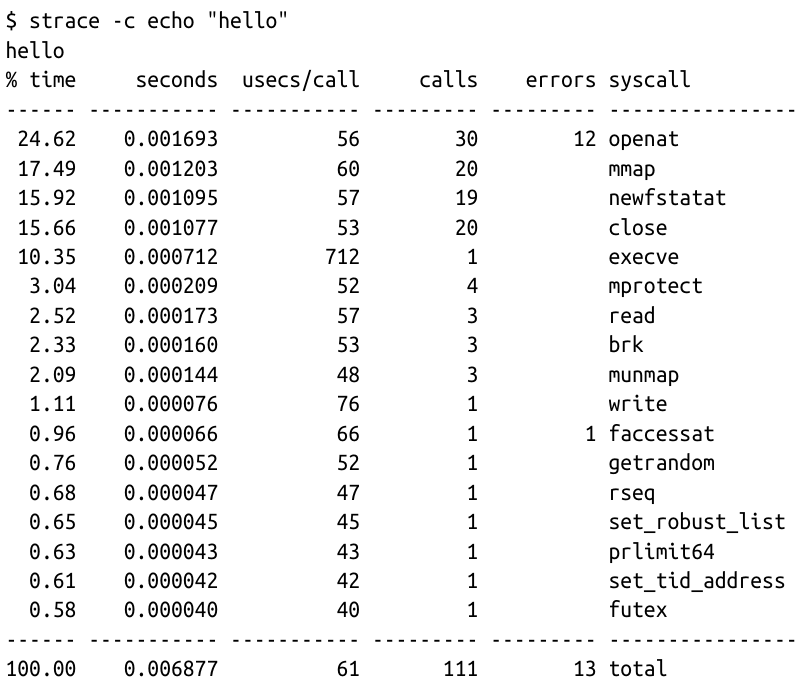 $ strace -c echo "hello"
hello
% time     seconds  usecs/call     calls    errors syscall
------ ----------- ----------- --------- --------- ----------------
 24.62    0.001693          56        30        12 openat
 17.49    0.001203          60        20           mmap
 15.92    0.001095          57        19           newfstatat
 15.66    0.001077          53        20           close
 10.35    0.000712         712         1           execve
  3.04    0.000209          52         4           mprotect
  2.52    0.000173          57         3           read
  2.33    0.000160          53         3           brk
  2.09    0.000144          48         3           munmap
  1.11    0.000076          76         1           write
  0.96    0.000066          66         1         1 faccessat
  0.76    0.000052          52         1           getrandom
  0.68    0.000047          47         1           rseq
  0.65    0.000045          45         1           set_robust_list
  0.63    0.000043          43         1           prlimit64
  0.61    0.000042          42         1           set_tid_address
  0.58    0.000040          40         1           futex
------ ----------- ----------- --------- --------- ----------------
100.00    0.006877          61       111        13 total